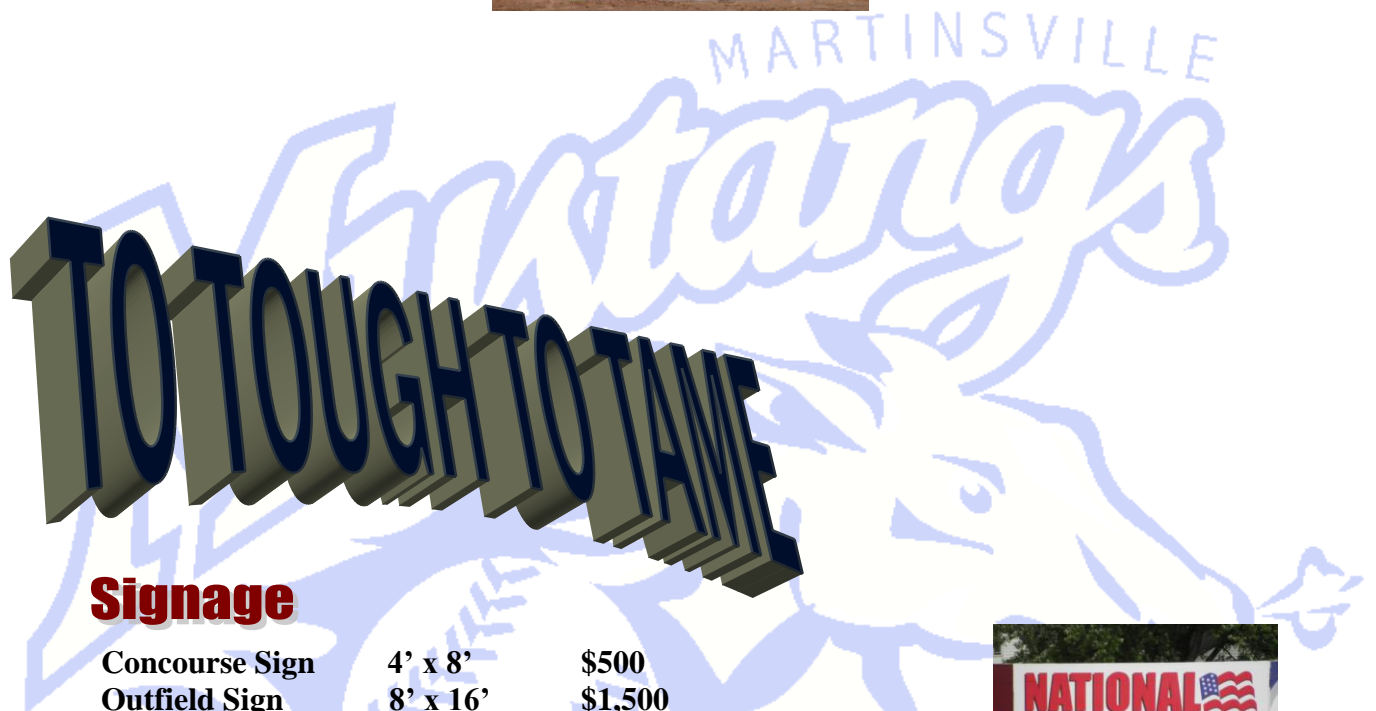 MARTINSVILLE
Mustangs
TO TOUGH TO TAME
Signage
Concourse Sign 4’ x 8’ $500
Outfield Sign 8’ x 16’ $1,500
NATIONAL